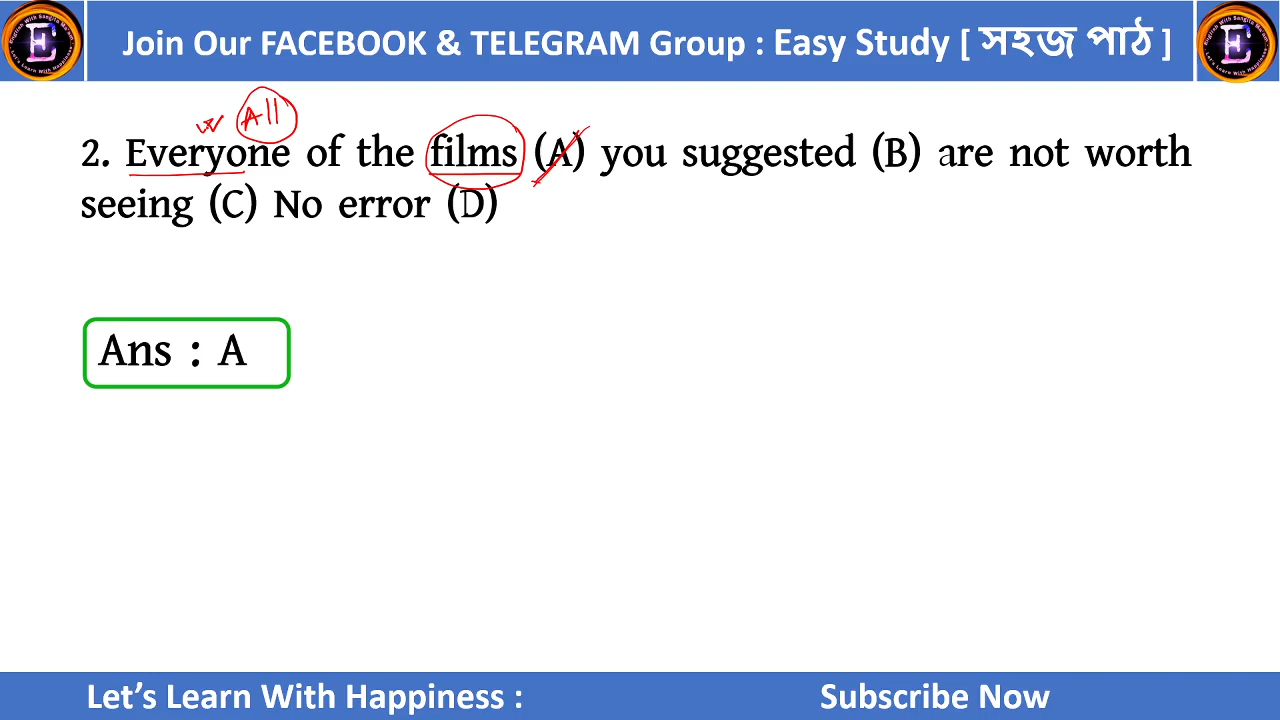 Join Our FACEBOOK & TELEGRAM Group : Easy Study [ সহজ পাঠ ]
All
2. Everyone of the films (A) you suggested (B) are not worth
seeing (C) No error (D)
Ans : A
Let's Learn With Happiness :
Subscribe Now